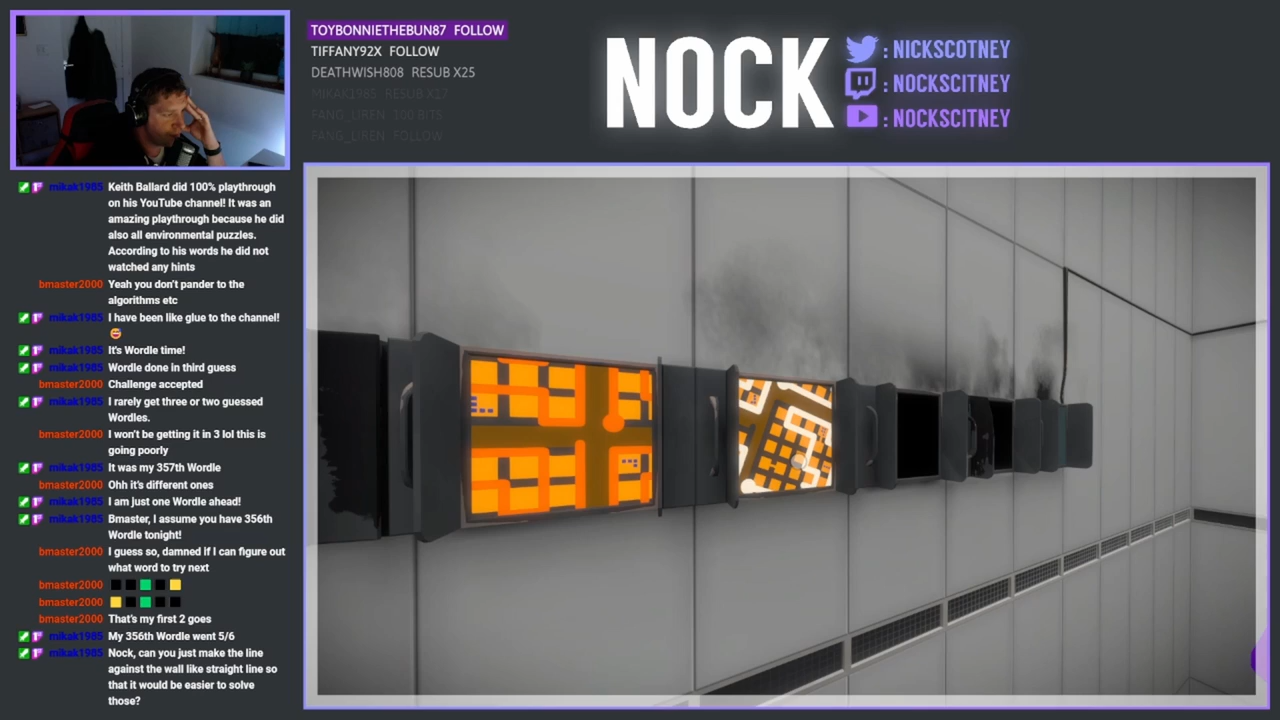 TOYBONNIETHEBUN87 FOLLOW
TIFFANY92X FOLLOW
DEATHWISH808 RESUB X25
MIKAK1985 RESUB X17
FANG_LIREN 100 BITS
FANG_LIREN FOLLOW
NOCK
: NICKSCOTNEY
: NOCKSCITNEY
: NOCKSCITNEY
mikak1985 Keith Ballard did 100% playthrough
on his YouTube channel! It was an
amazing playthrough because he did
also all environmental puzzles.
According to his words he did not
watched any hints
bmaster2000 Yeah you don't pander to the
algorithms etc
mikak1985 I have been like glue to the channel!
😅
mikak1985 It's Wordle time!
mikak1985 Wordle done in third guess
bmaster2000 Challenge accepted
mikak1985 I rarely get three or two guessed
Wordles.
bmaster2000 I won't be getting it in 3 lol this is
going poorly
mikak1985 It was my 357th Wordle
bmaster2000 Ohh it's different ones
mikak1985 I am just one Wordle ahead!
mikak1985 Bmaster, I assume you have 356th
Wordle tonight!
bmaster2000 I guess so, damned if I can figure out
what word to try next
bmaster2000 ⬛⬛🟩⬛🟨
bmaster2000 🟨⬛🟩⬛⬛
bmaster2000 That's my first 2 goes
mikak1985 My 356th Wordle went 5/6
mikak1985 Nock, can you just make the line
against the wall like straight line so
that it would be easier to solve
those?